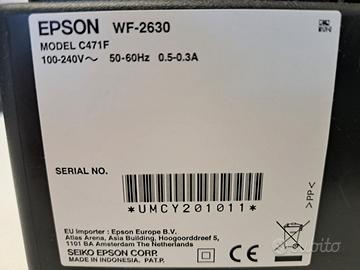 EPSON WF-2630
MODEL C471F
100-240V~ 50-60Hz 0.5-0.3A
SERIAL NO.
*UMCY201011*
EU Importer : Epson Europe B.V.
Atlas Arena, Asia Building, Hoogoorddreef 5,
1101 BA Amsterdam The Netherlands
SEIKO EPSON CORP.
MADE IN INDONESIA PAT.P.
>PP<
subito